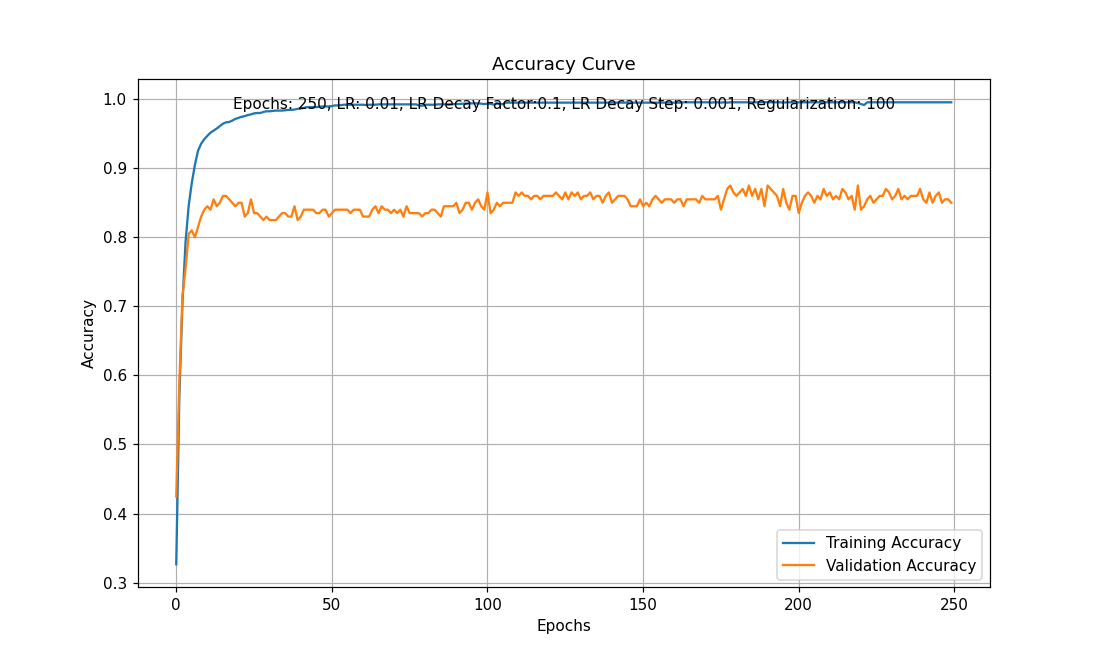 Accuracy Curve
Epochs: 250, LR: 0.01, LR Decay Factor:0.1, LR Decay Step: 0.001, Regularization: 100
1.0
0.9
0.8
0.7
0.6
0.5
0.4
0.3
Accuracy
0 50 100 150 200 250
Epochs
Training Accuracy
Validation Accuracy